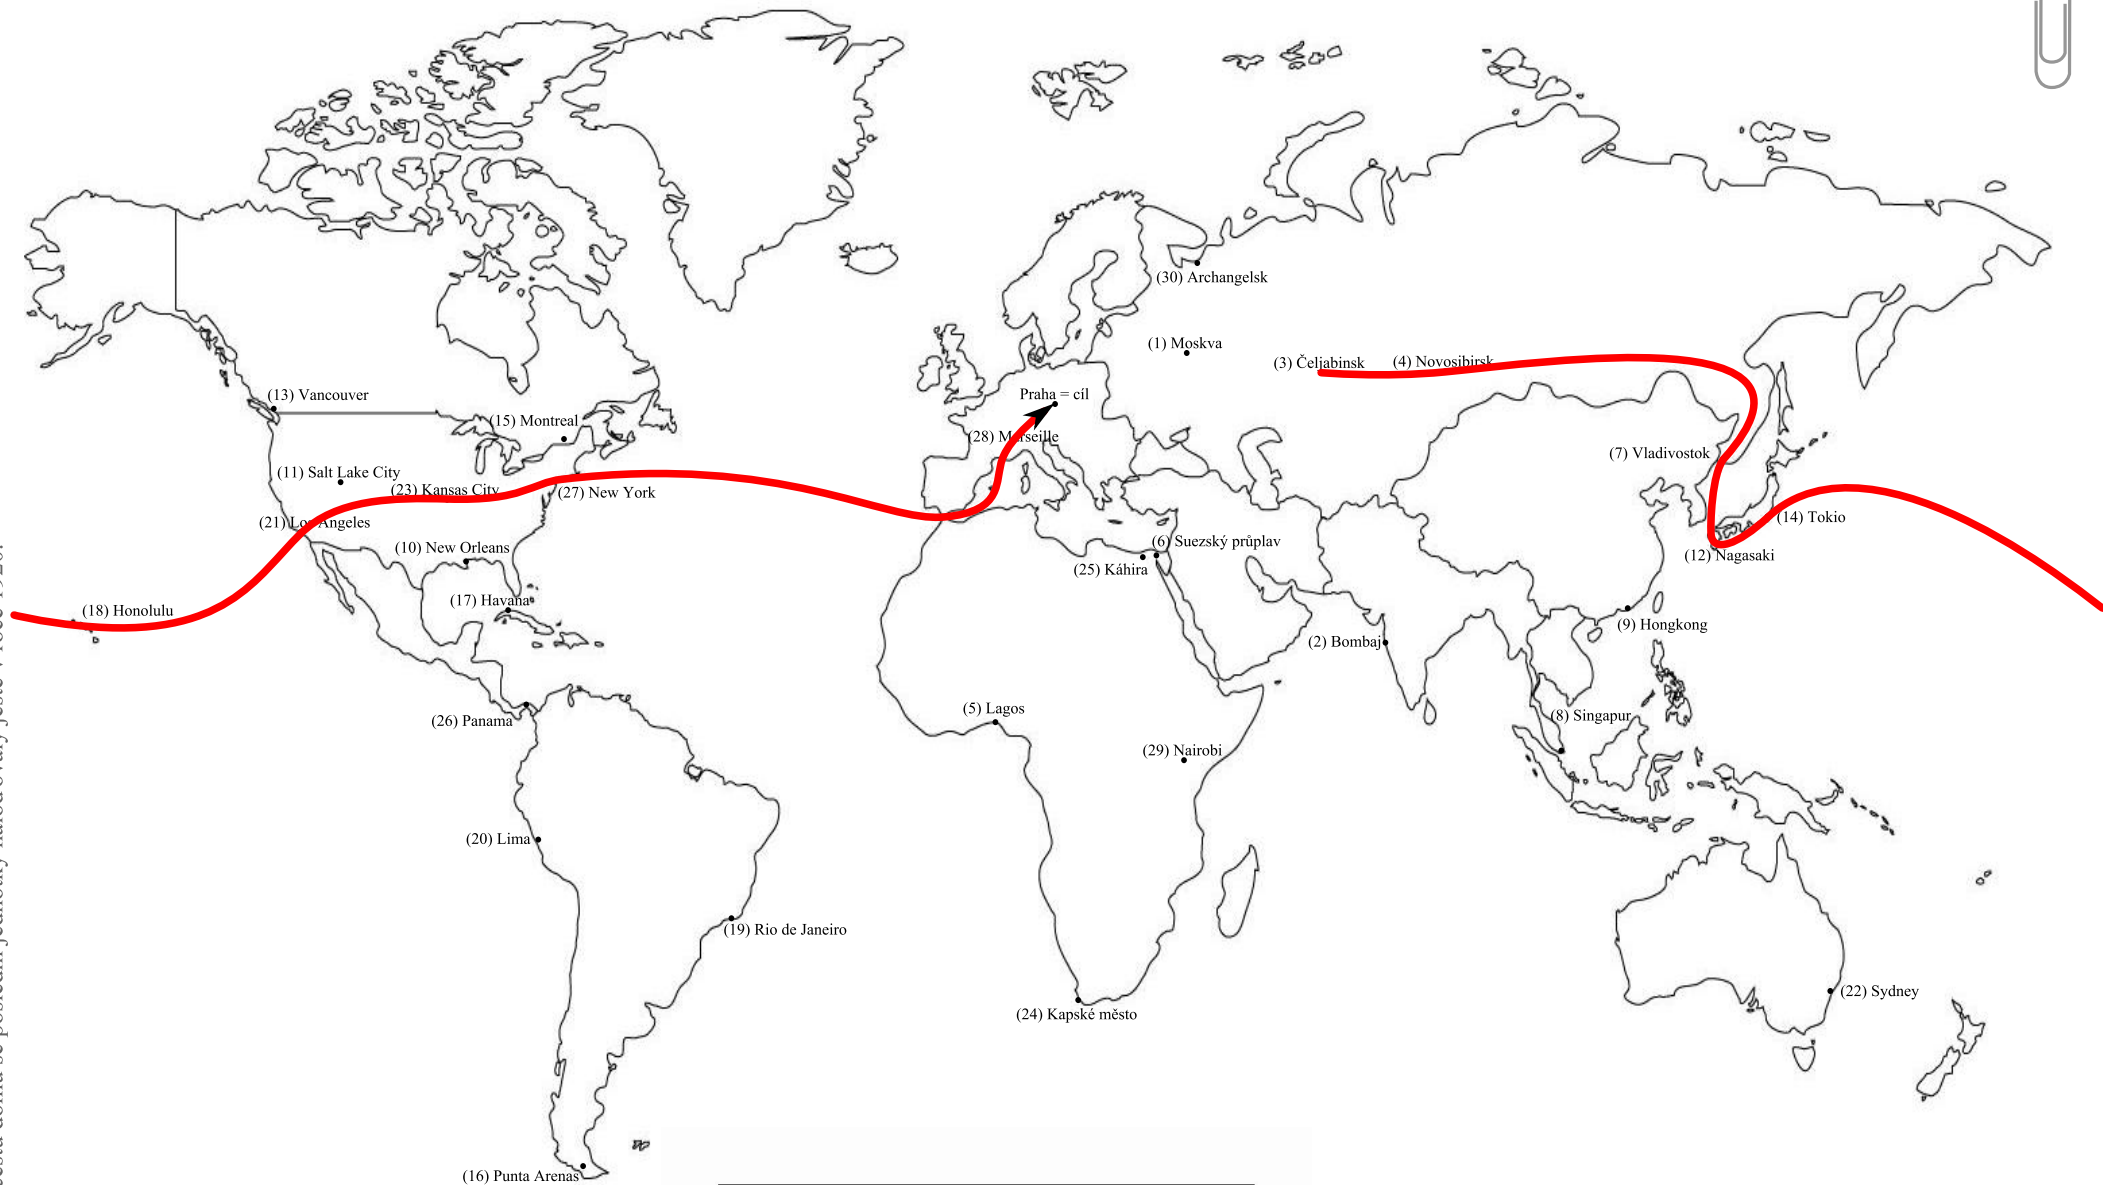 (30) Archangelsk
(1) Moskva
(3) Čeljabinsk
(4) Novosibirsk
Praha = cíl
(13) Vancouver
(15) Montreal
(28) Marseille
(7) Vladivostok
(11) Salt Lake City
(23) Kansas City
(27) New York
(14) Tokio
(21) Los Angeles
(6) Suezský průplav
(10) New Orleans
(12) Nagasaki
(25) Káhira
(17) Havana
(18) Honolulu
(9) Hongkong
(2) Bombaj
(5) Lagos
(8) Singapur
(26) Panama
(29) Nairobi
(20) Lima
(19) Rio de Janeiro
(22) Sydney
(24) Kapské město
(16) Punta Arenas